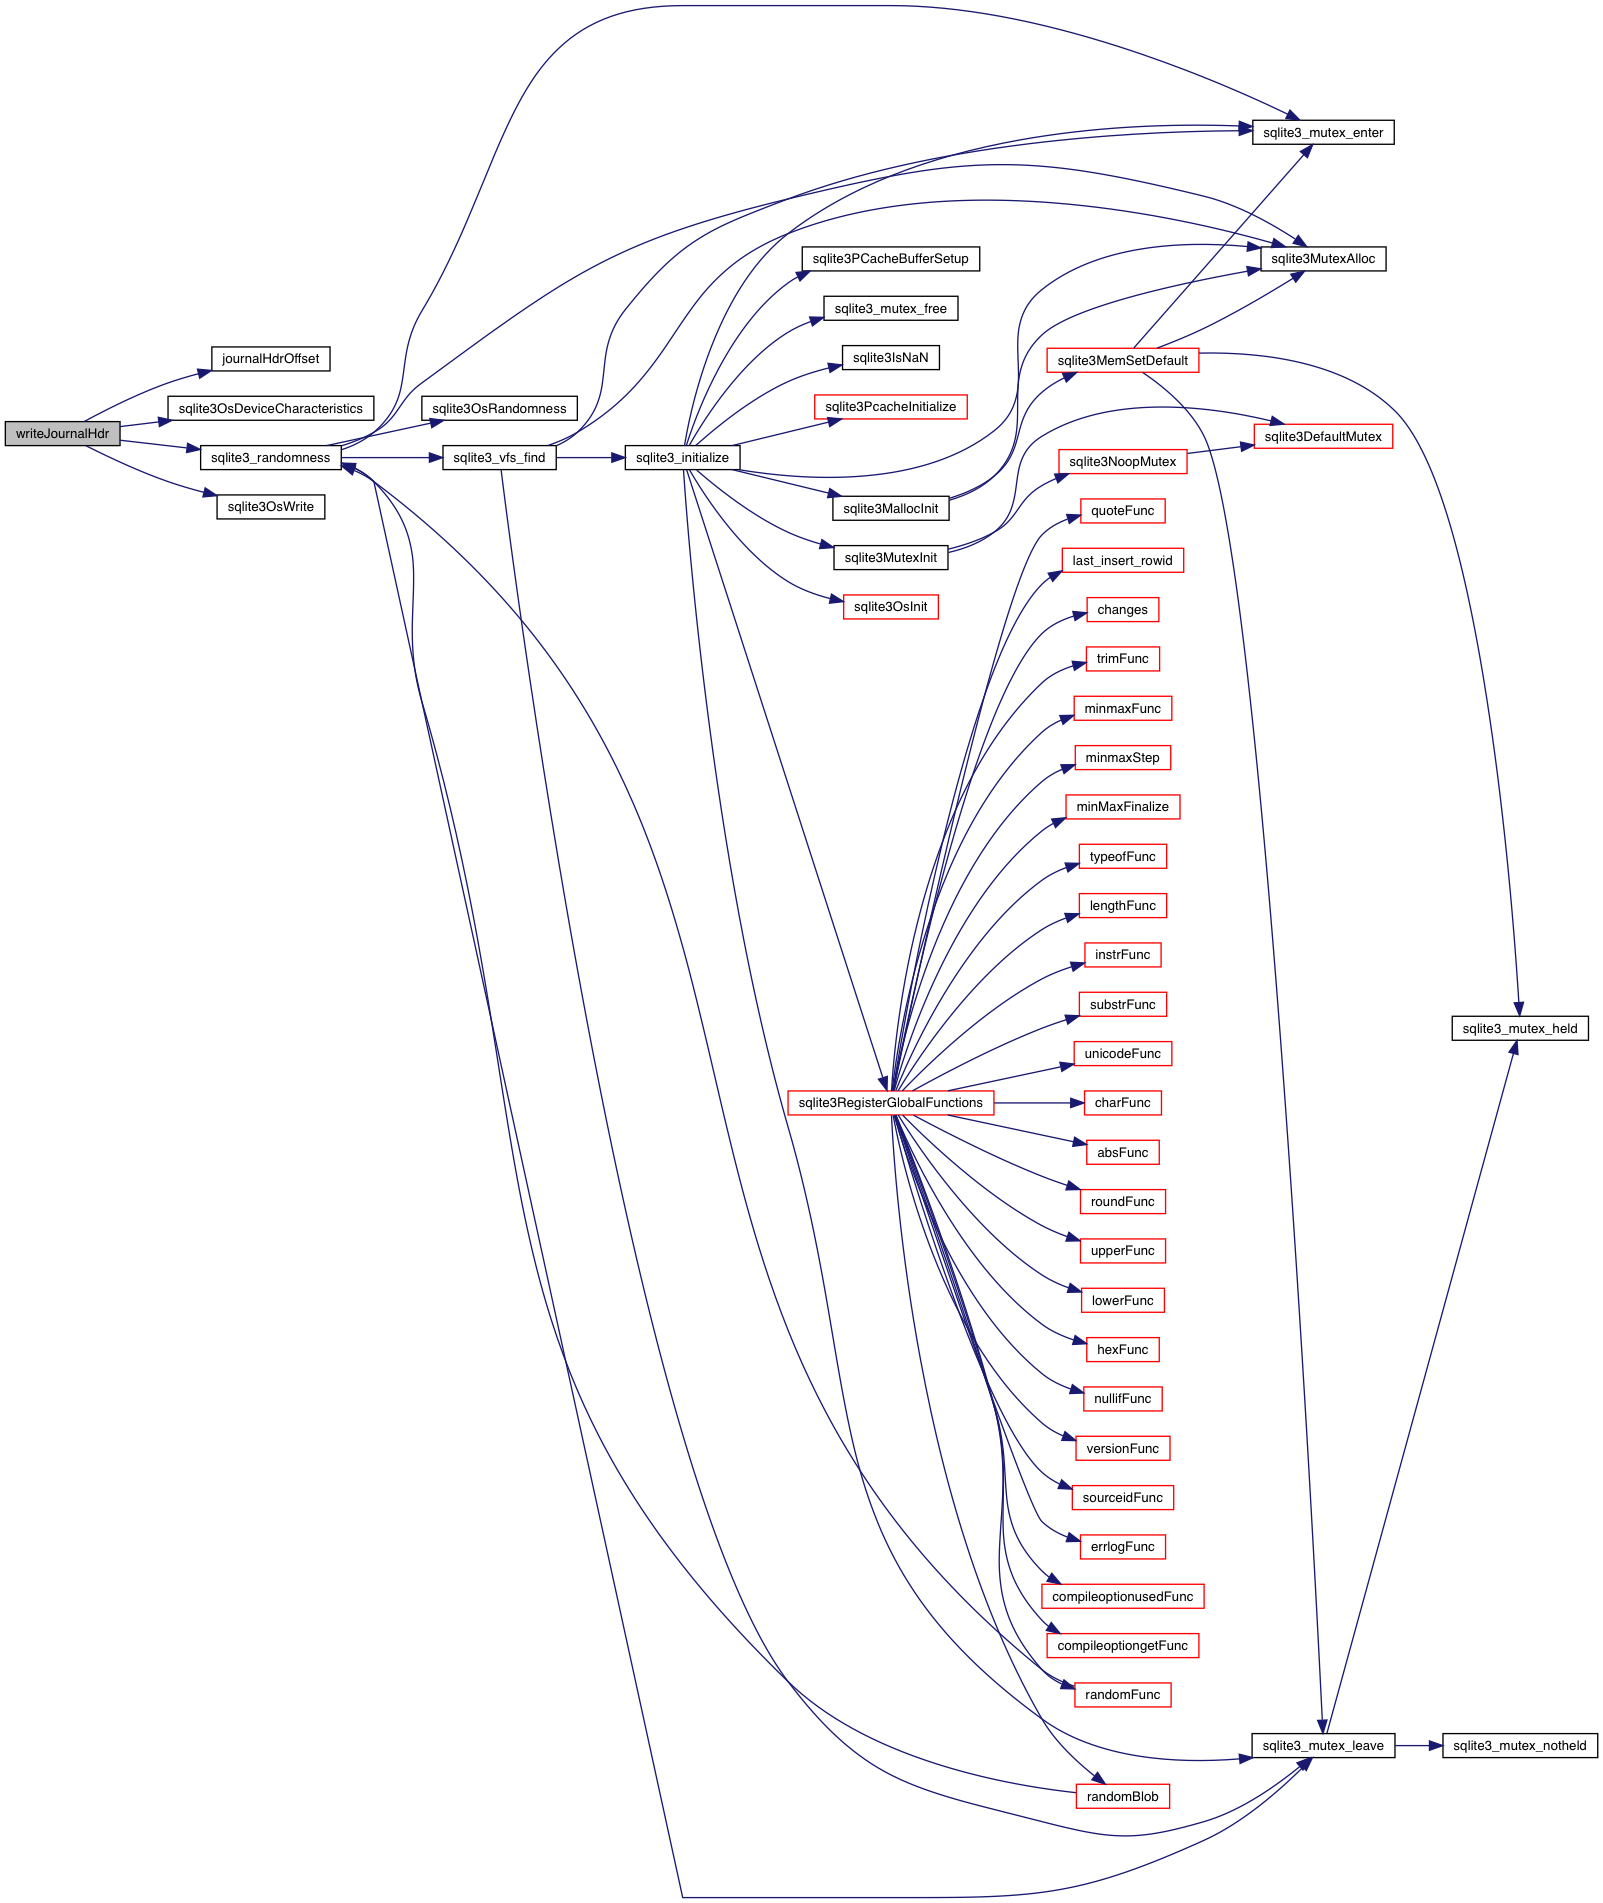 writeJournalHdr
journalHdrOffset
sqlite3OsDeviceCharacteristics
sqlite3_randomness
sqlite3OsWrite
sqlite3OsRandomness
sqlite3_vfs_find
sqlite3_initialize
sqlite3PCacheBufferSetup
sqlite3_mutex_free
sqlite3IsNaN
sqlite3PcacheInitialize
sqlite3MallocInit
sqlite3MutexInit
sqlite3OsInit
sqlite3RegisterGlobalFunctions
sqlite3MemSetDefault
sqlite3NoopMutex
quoteFunc
last_insert_rowid
changes
trimFunc
minmaxFunc
minmaxStep
minMaxFinalize
typeofFunc
lengthFunc
instrFunc
substrFunc
unicodeFunc
charFunc
absFunc
roundFunc
upperFunc
lowerFunc
hexFunc
nullifFunc
versionFunc
sourceidFunc
errlogFunc
compileoptionusedFunc
compileoptiongetFunc
randomFunc
randomBlob
sqlite3_mutex_enter
sqlite3MutexAlloc
sqlite3DefaultMutex
sqlite3_mutex_leave
sqlite3_mutex_held
sqlite3_mutex_notheld